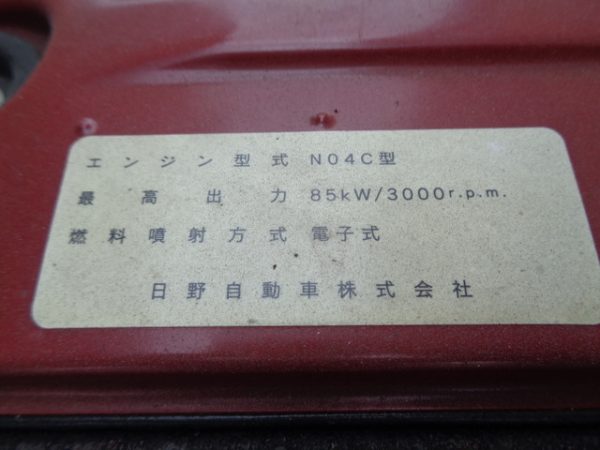 エンジン型式 N04C型
最高出力 85kW/3000r.p.m.
燃料噴射方式 電子式
日野自動車株式会社